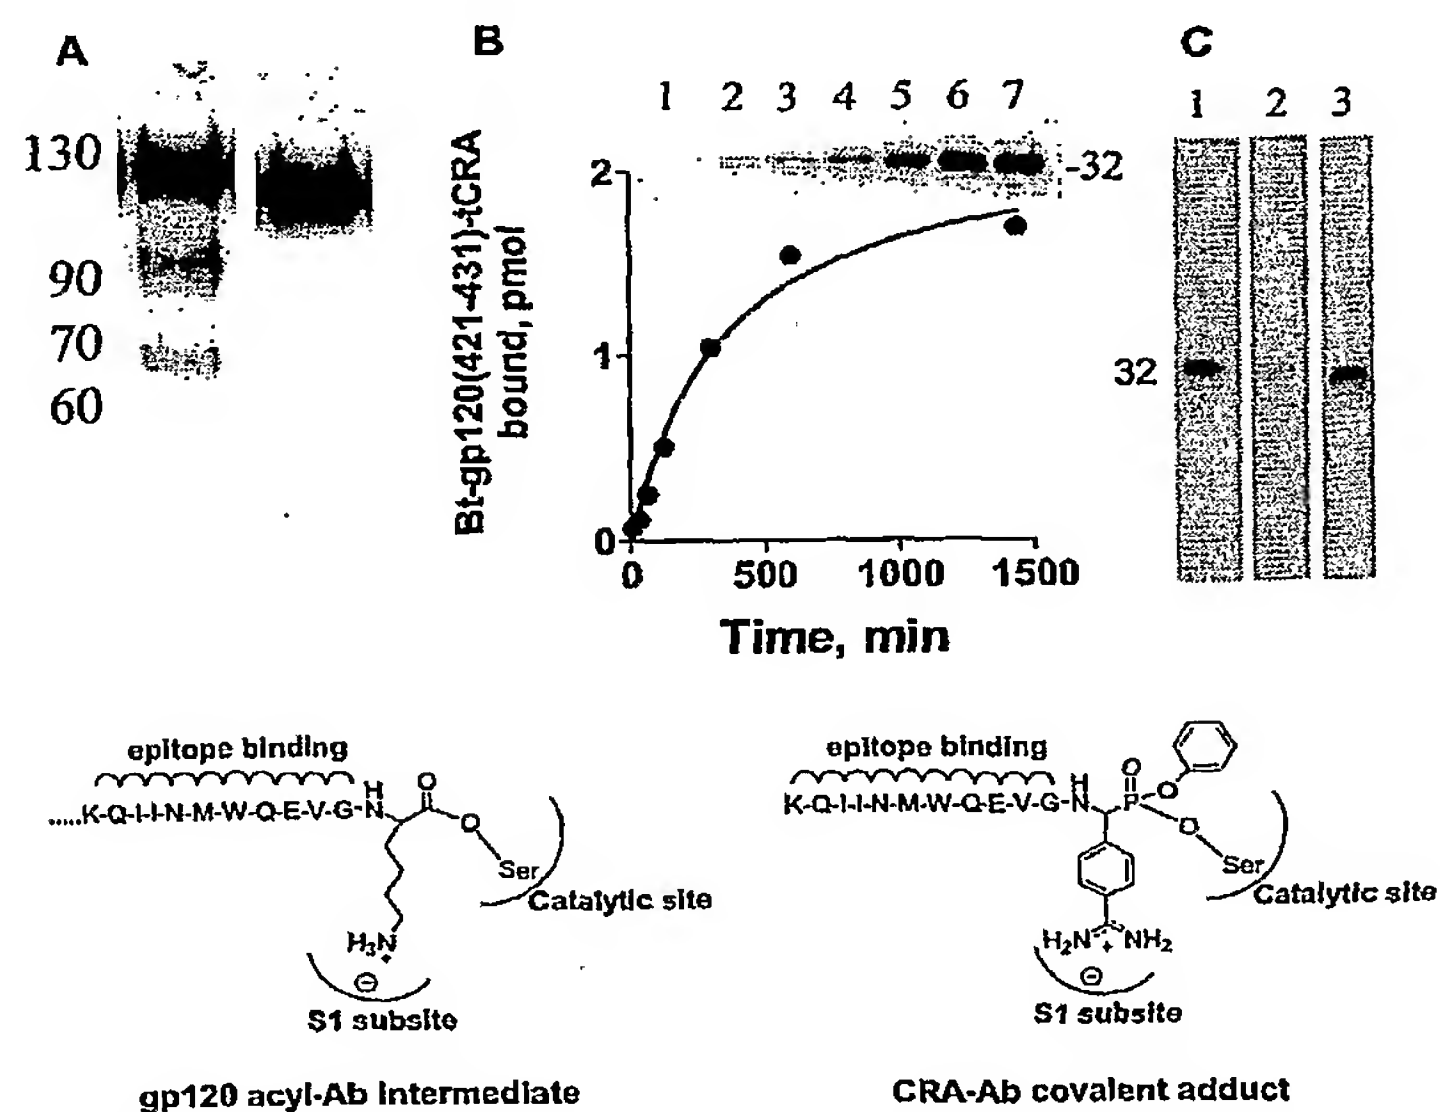 A
130
90
70
60
B
1 2 3 4 5 6 7
-32
Bt-gp120(421-431)-tCRA
bound, pmol
2
1
0
0 500 1000 1500
Time, min
C
1 2 3
32
epitope binding
.....K-Q-I-I-N-M-W-Q-E-V-G-N
H
O
O
Ser
Catalytic site
H3N
+
⊖
S1 subsite
gp120 acyl-Ab Intermediate
epitope binding
K-Q-I-I-N-M-W-Q-E-V-G-N
H
O
P
O
O
Ser
Catalytic site
H2N + NH2
⊖
S1 subsite
CRA-Ab covalent adduct